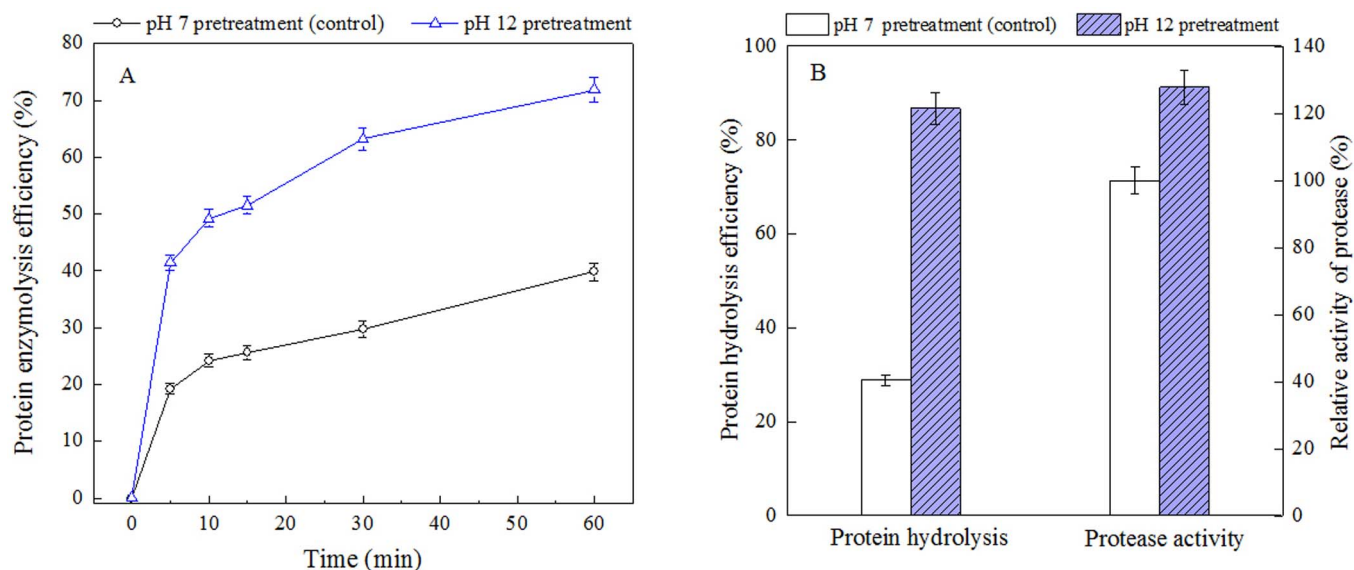 pH 7 pretreatment (control) pH 12 pretreatment
A
Protein enzymolysis efficiency (%)
80
70
60
50
40
30
20
10
0
0 10 20 30 40 50 60
Time (min)
pH 7 pretreatment (control) pH 12 pretreatment
B
Protein hydrolysis efficiency (%)
100
80
60
40
20
0
140
120
100
80
60
40
20
0
Relative activity of protease (%)
Protein hydrolysis Protease activity